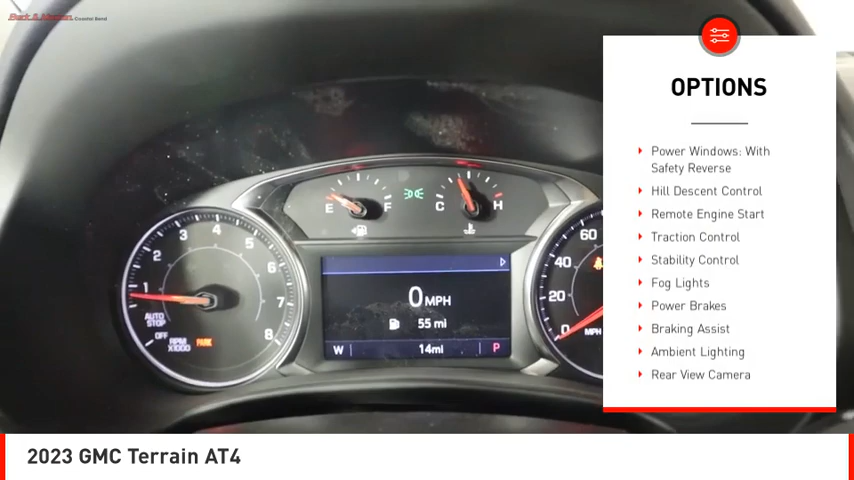 OPTIONS
Power Windows: With
Safety Reverse
Hill Descent Control
Remote Engine Start
Traction Control
Stability Control
Fog Lights
Power Brakes
Braking Assist
Ambient Lighting
Rear View Camera
E F C H
1 2 3 4 5 6 7 8
AUTO
STOP
OFF
RPM
X1000
PARK
0 MPH
55 mi
W 14mi P
60
40
20
0
MPH
2023 GMC Terrain AT4